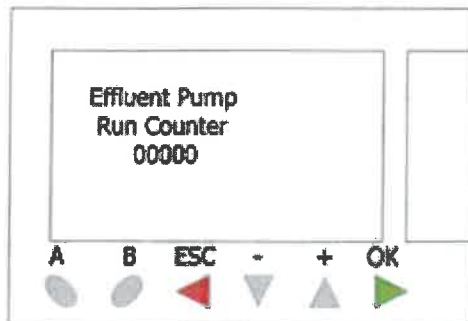 Effluent Pump
Run Counter
00000
A B ESC - + OK